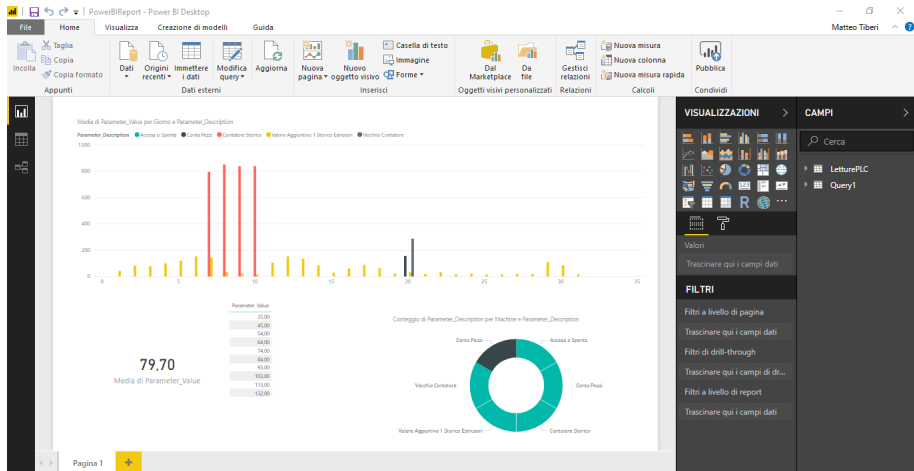 PowerBIReport - Power BI Desktop
File Home Visualizza Creazione di modelli Guida Matteo Tiberi
Incolla
Taglia
Copia
Copia formato
Appunti
Dati
Origini recenti
Immettere i dati
Modifica query
Aggiorna
Dati esterni
Nuova pagina
Nuovo oggetto visivo
Casella di testo
Immagine
Forme
Inserisci
Dal Marketplace
Da file
Oggetti visivi personalizzati
Gestisci relazioni
Relazioni
Nuova misura
Nuova colonna
Nuova misura rapida
Calcoli
Pubblica
Condividi
Media di Parameter_Value per Giorno e Parameter_Description
Parameter_Description Acceso o Spento Conta Pezzi Contatore Storico Valore Aggiuntivo 1 Storico Estrusori Vecchio Contatore
1.000
800
600
400
200
0
0 5 10 15 20 25 30 35
Parameter_Value
35,00
45,00
54,00
64,00
74,00
84,00
93,00
103,00
113,00
132,00
79,70
Media di Parameter_Value
Conteggio di Parameter_Description per Machine e Parameter_Description
Conta Pezzi
Acceso o Spento
Vecchio Contatore
Conta Pezzi
Valore Aggiuntivo 1 Storico Estrusori
Contatore Storico
Pagina 1
VISUALIZZAZIONI
R
Valori
Trascinare qui i campi dati
FILTRI
Filtri a livello di pagina
Trascinare qui i campi dati
Filtri di drill-through
Trascinare qui i campi di dr...
Filtri a livello di report
Trascinare qui i campi dati
CAMPI
Cerca
LetturePLC
Query1